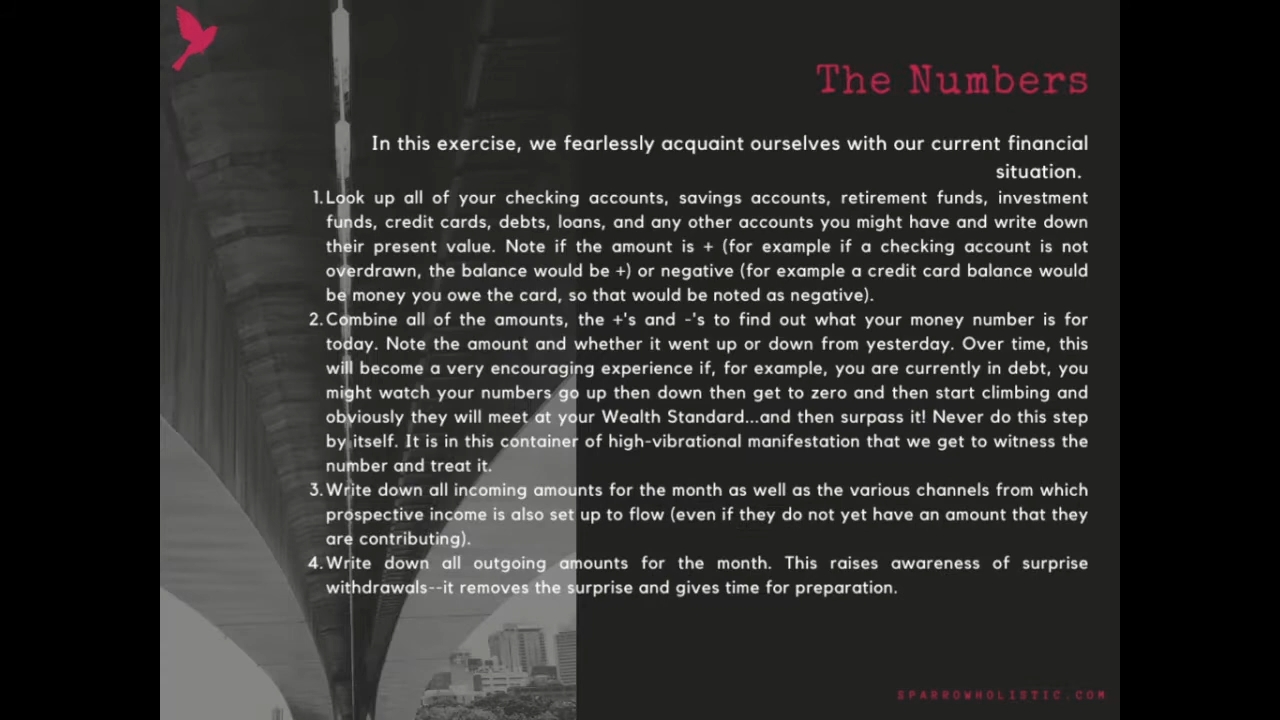 The Numbers
In this exercise, we fearlessly acquaint ourselves with our current financial
situation.
1. Look up all of your checking accounts, savings accounts, retirement funds, investment
funds, credit cards, debts, loans, and any other accounts you might have and write down
their present value. Note if the amount is + (for example if a checking account is not
overdrawn, the balance would be +) or negative (for example a credit card balance would
be money you owe the card, so that would be noted as negative).
2. Combine all of the amounts, the +'s and -'s to find out what your money number is for
today. Note the amount and whether it went up or down from yesterday. Over time, this
will become a very encouraging experience if, for example, you are currently in debt, you
might watch your numbers go up then down then get to zero and then start climbing and
obviously they will meet at your Wealth Standard...and then surpass it! Never do this step
by itself. It is in this container of high-vibrational manifestation that we get to witness the
number and treat it.
3. Write down all incoming amounts for the month as well as the various channels from which
prospective income is also set up to flow (even if they do not yet have an amount that they
are contributing).
4. Write down all outgoing amounts for the month. This raises awareness of surprise
withdrawals--it removes the surprise and gives time for preparation.
SPARROWHOLISTIC.COM